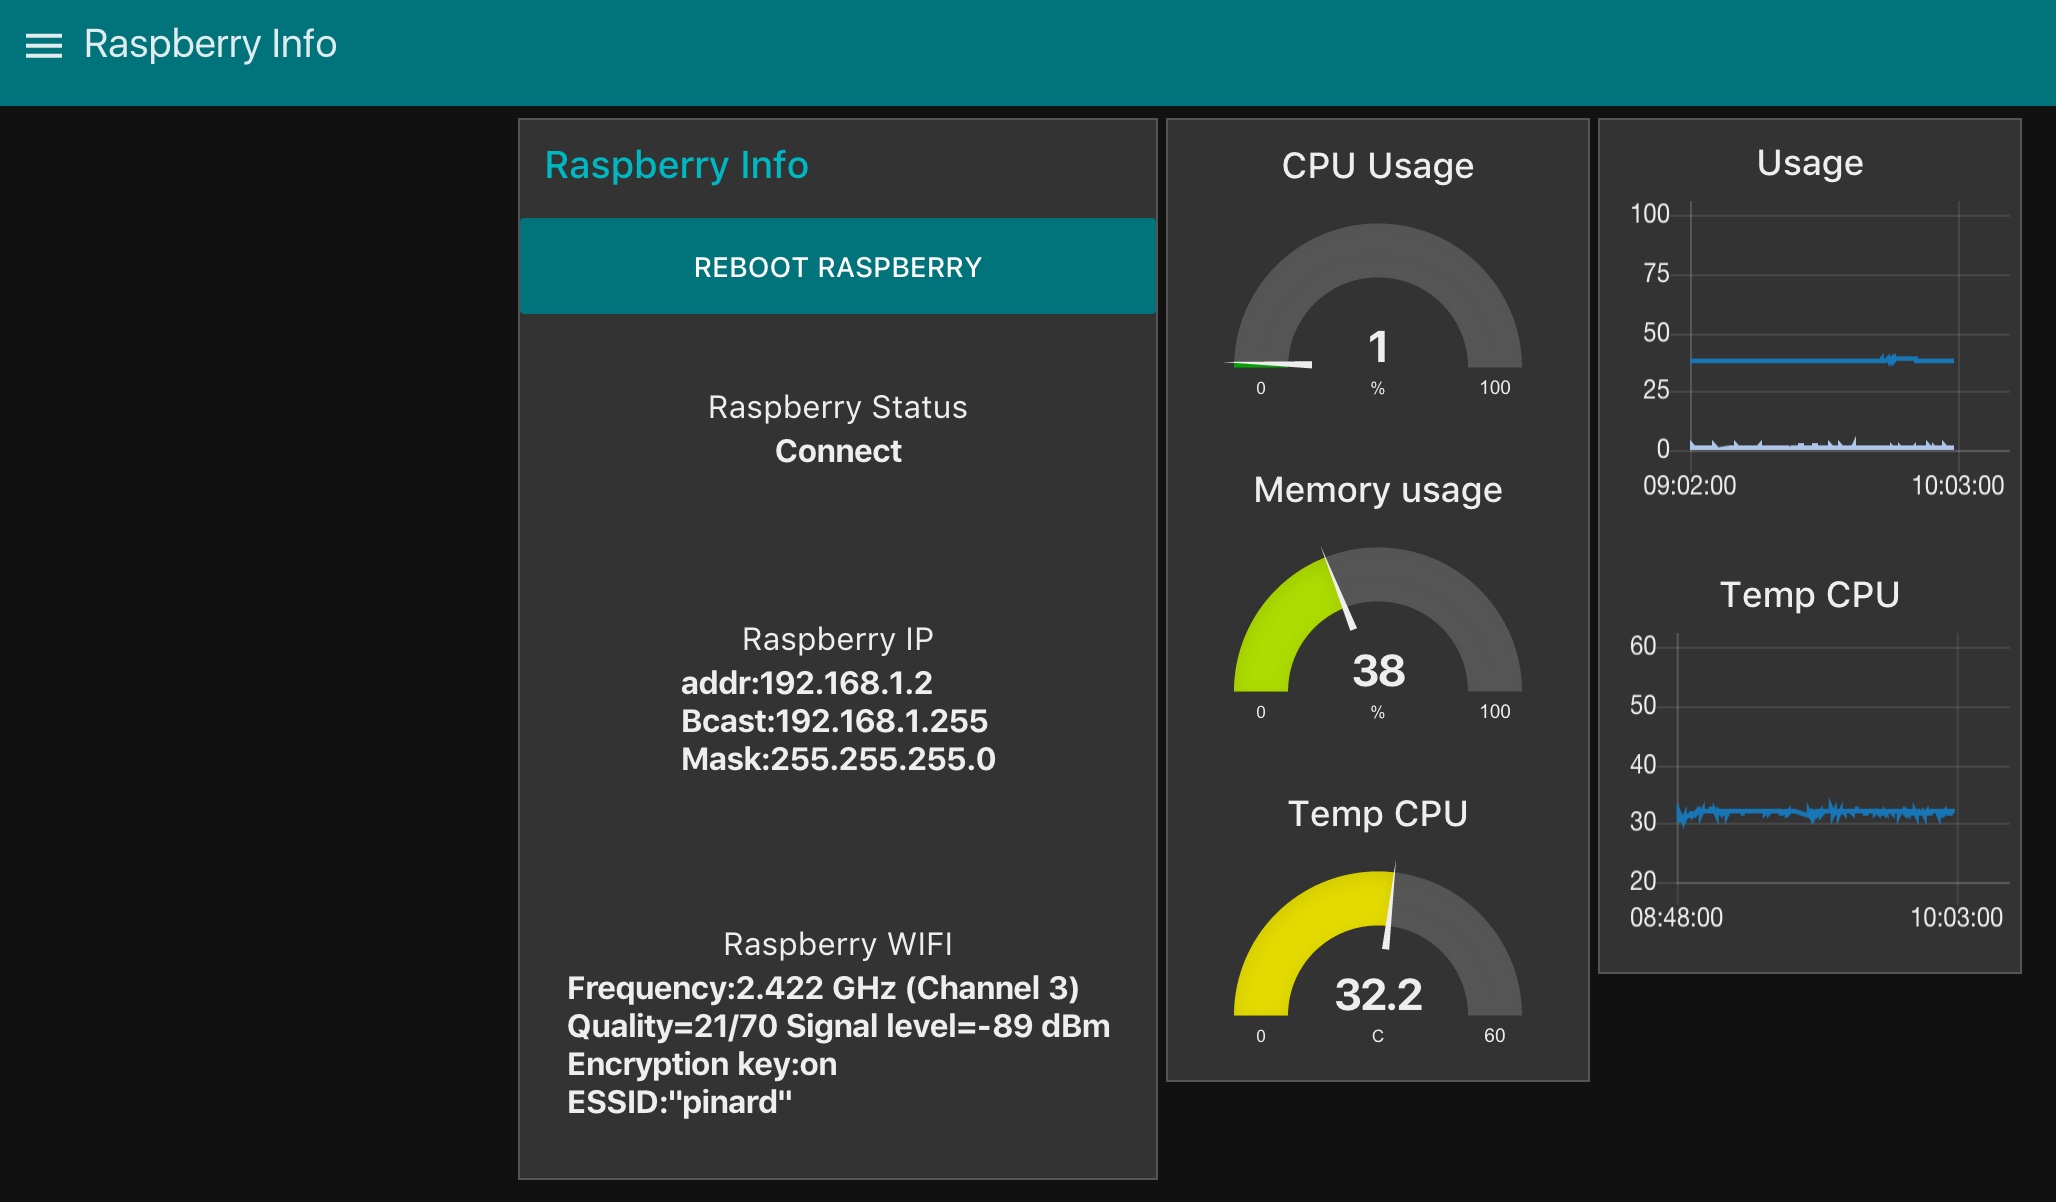 Raspberry Info
Raspberry Info
REBOOT RASPBERRY
Raspberry Status
Connect
Raspberry IP
addr:192.168.1.2
Bcast:192.168.1.255
Mask:255.255.255.0
Raspberry WIFI
Frequency:2.422 GHz (Channel 3)
Quality=21/70 Signal level=-89 dBm
Encryption key:on
ESSID:"pinard"
CPU Usage
1
0 % 100
Memory usage
38
0 % 100
Temp CPU
32.2
0 C 60
Usage
100
75
50
25
0
09:02:00 10:03:00
Temp CPU
60
50
40
30
20
08:48:00 10:03:00